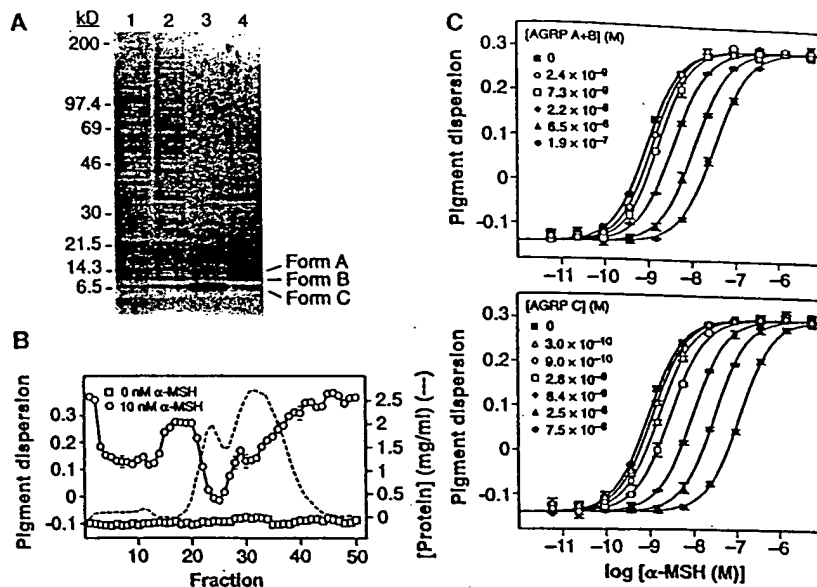 A
kD 1 2 3 4
200 -
97.4 -
69 -
46 -
30 -
21.5 -
14.3 -
6.5 -
Form A
Form B
Form C
B
□ 0 nM α-MSH
○ 10 nM α-MSH
Pigment dispersion
0.3
0.2
0.1
0
-0.1
[Protein] (mg/ml) (---)
2.5
2
1.5
1
0.5
0
10 20 30 40 50
Fraction
C
[AGRP A+B] (M)
0
2.4 × 10⁻⁹
7.3 × 10⁻⁹
2.2 × 10⁻⁸
6.5 × 10⁻⁸
1.9 × 10⁻⁷
Pigment dispersion
0.3
0.2
0.1
0
-0.1
-11 -10 -9 -8 -7 -6
[AGRP C] (M)
0
3.0 × 10⁻¹⁰
9.0 × 10⁻¹⁰
2.8 × 10⁻⁹
8.4 × 10⁻⁹
2.5 × 10⁻⁸
7.5 × 10⁻⁸
Pigment dispersion
0.3
0.2
0.1
0
-0.1
-11 -10 -9 -8 -7 -6
log [α-MSH (M)]